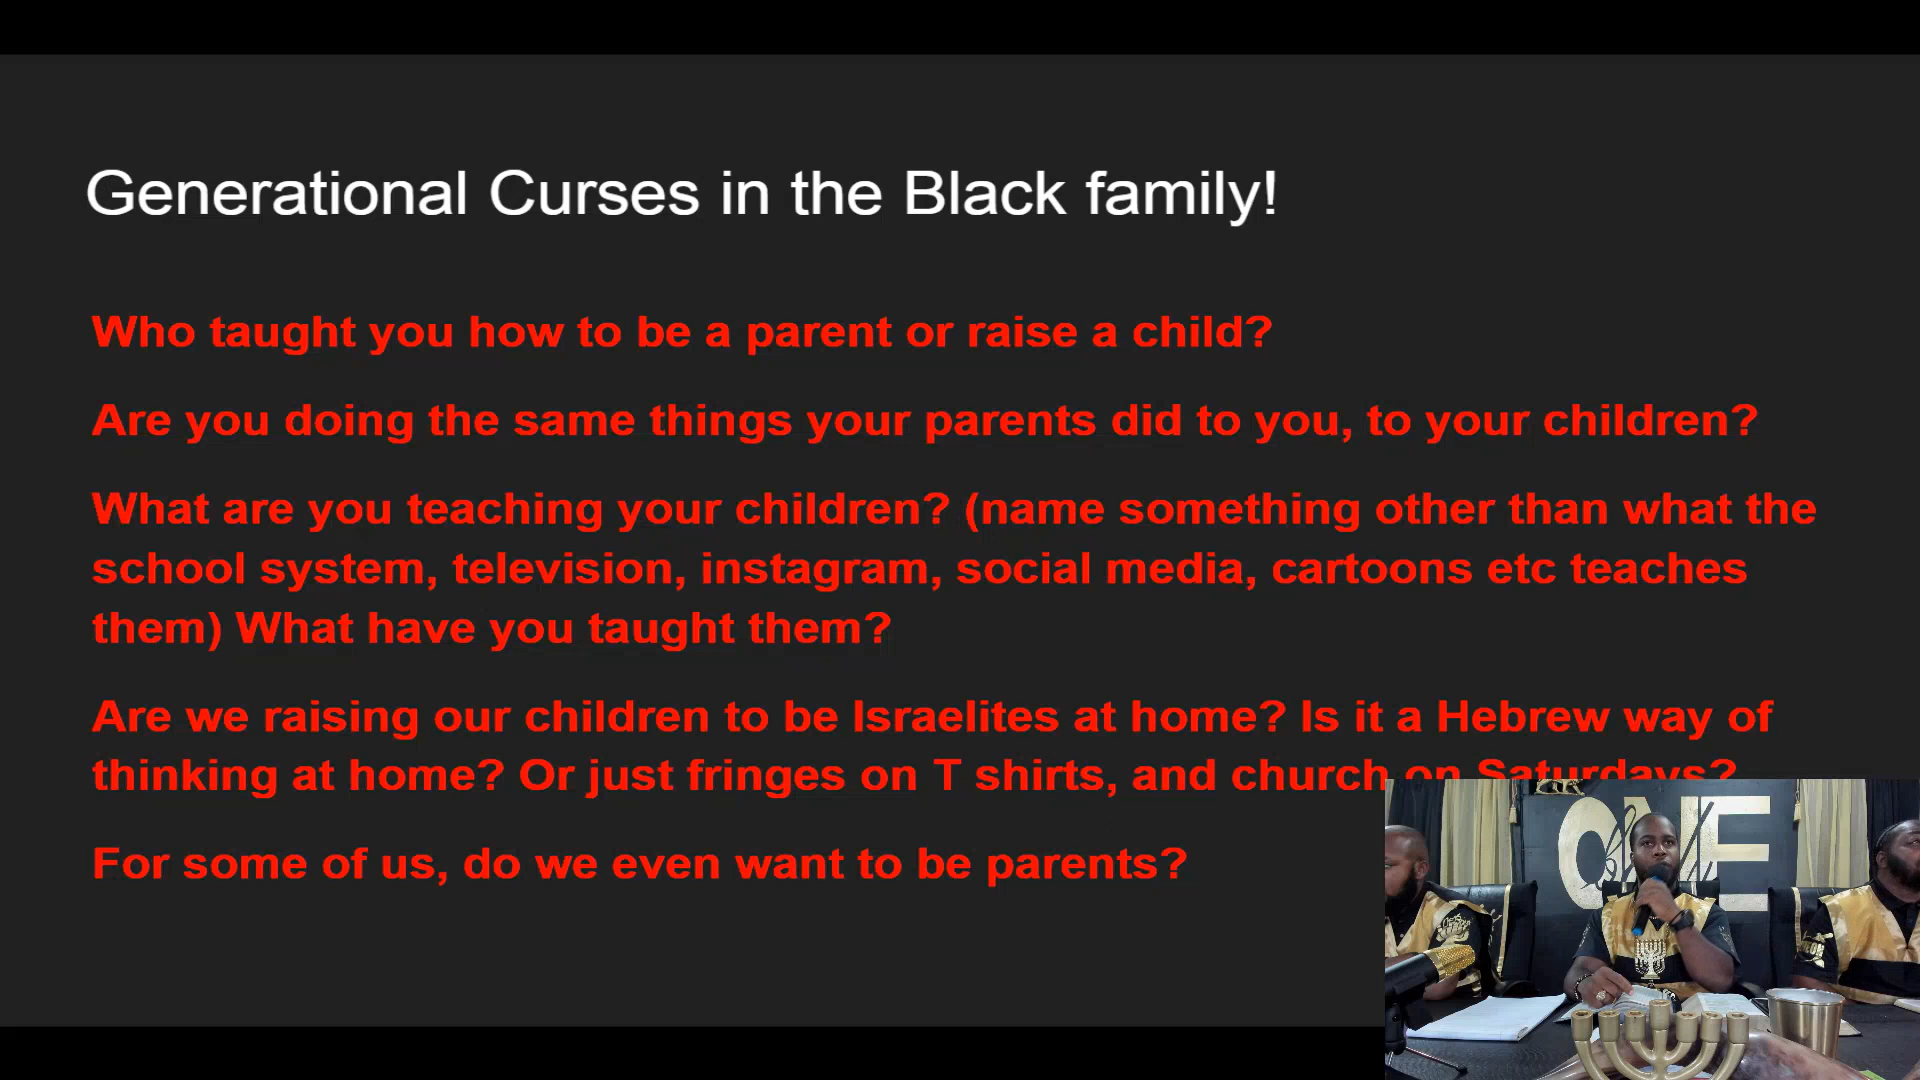 Generational Curses in the Black family!
Who taught you how to be a parent or raise a child?
Are you doing the same things your parents did to you, to your children?
What are you teaching your children? (name something other than what the
school system, television, instagram, social media, cartoons etc teaches
them) What have you taught them?
Are we raising our children to be Israelites at home? Is it a Hebrew way of
thinking at home? Or just fringes on T shirts, and church on Saturdays?
For some of us, do we even want to be parents?
ONE